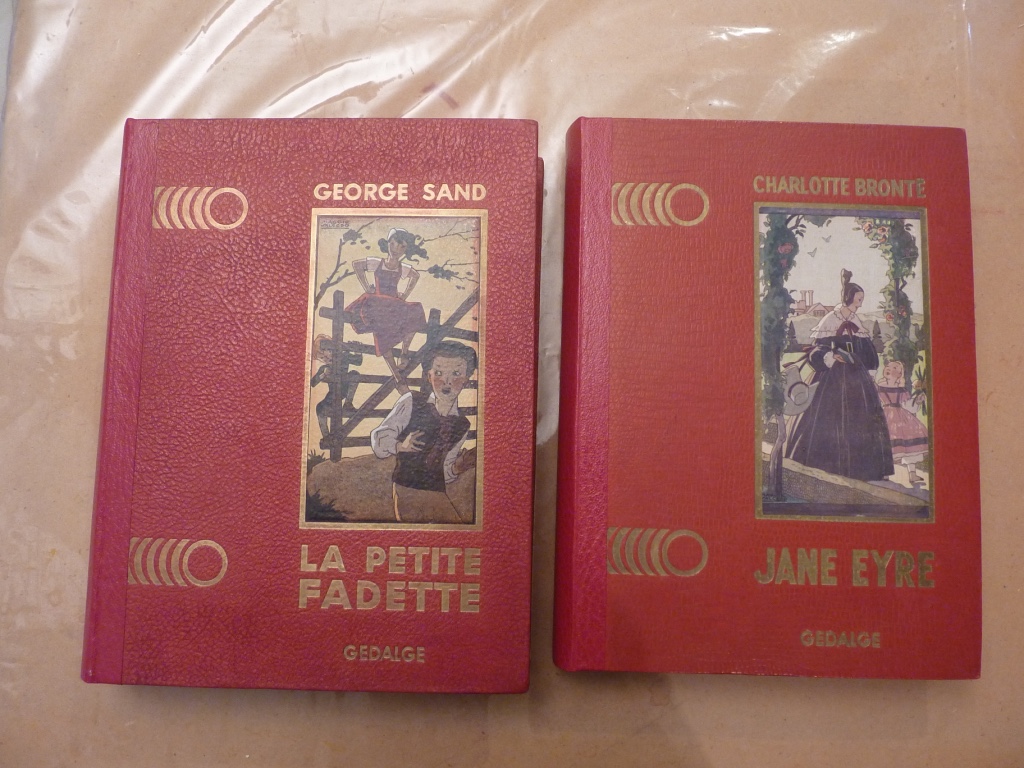 GEORGE SAND
LA PETITE
FADETTE
GEDALGE
CHARLOTTE BRONTË
JANE EYRE
GEDALGE